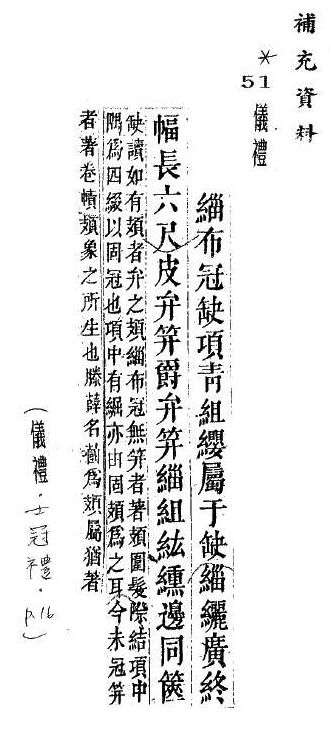 補充資料
*
51
儀禮
緇布冠缺項青組纓屬于缺緇纚廣終
幅長六尺皮弁笄爵弁笄緇組紘纁邊同篋
缺讀如有頍者弁之頍緇布冠無笄者著頍圍髮際結項中
隅為四綴以固冠也項中有䋿亦由固頍為之耳今未冠笄
者著卷幘頍象之所生也滕薛名蔮為頍屬猶著
(儀禮．士冠禮．p.16)